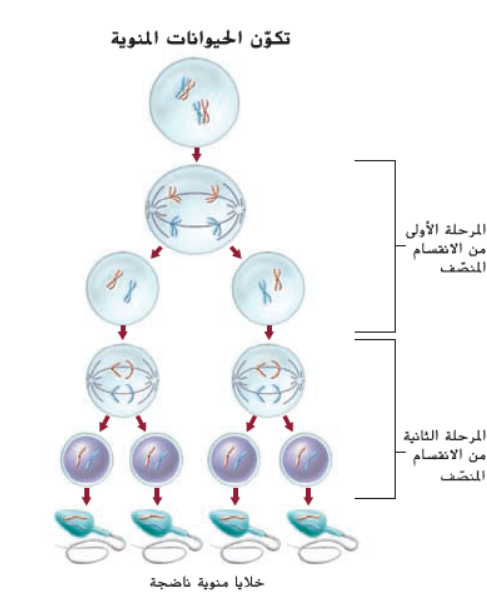 تكوّن الحيوانات المنوية
المرحلة الأولى
من الانقسام
المنصّف
المرحلة الثانية
من الانقسام
المنصّف
خلايا منوية ناضجة